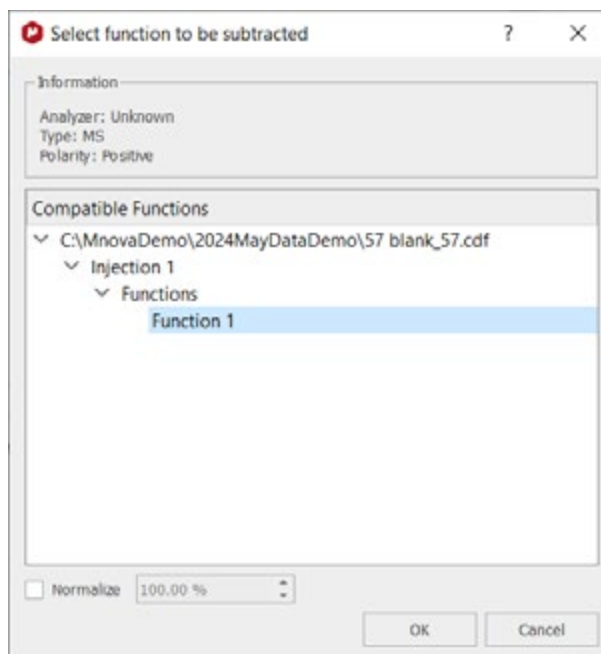 Select function to be subtracted
?
Information
Analyzer: Unknown
Type: MS
Polarity: Positive
Compatible Functions
C:\MnovaDemo\2024MayDataDemo\57 blank_57.cdf
Injection 1
Functions
Function 1
Normalize 100.00 %
OK Cancel